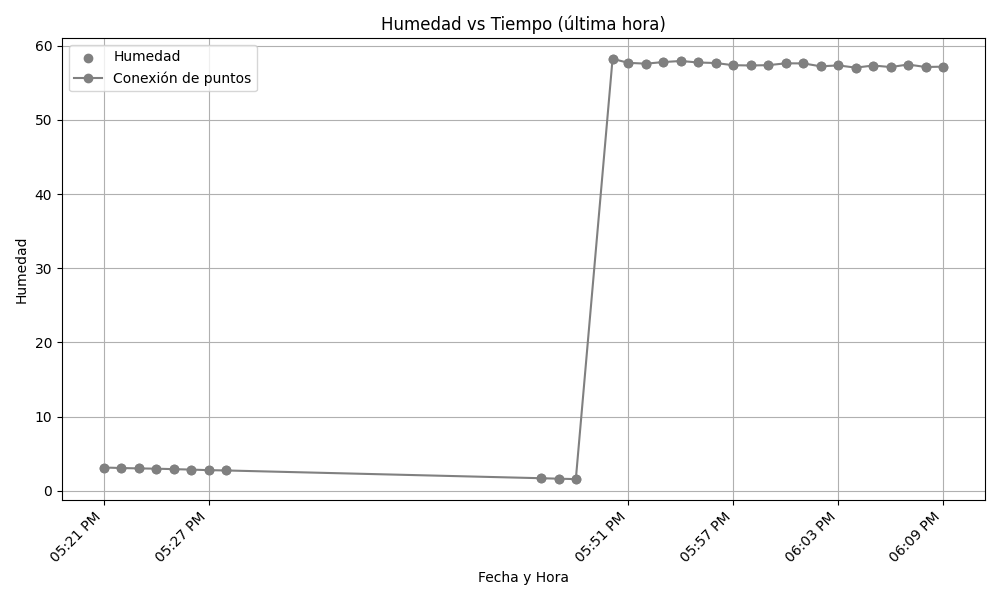 Humedad vs Tiempo (última hora)
Humedad
Conexión de puntos
60
50
40
30
20
10
0
Humedad
05:21 PM
05:27 PM
05:51 PM
05:57 PM
06:03 PM
06:09 PM
Fecha y Hora